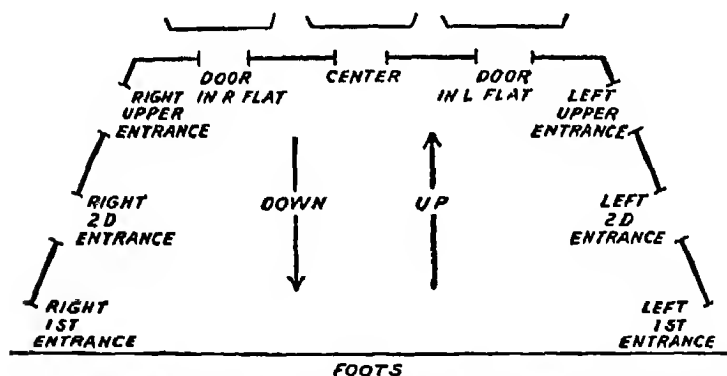 DOOR
IN R FLAT
CENTER
DOOR
IN L FLAT
RIGHT
UPPER
ENTRANCE
LEFT
UPPER
ENTRANCE
RIGHT
2D
ENTRANCE
DOWN
UP
LEFT
2D
ENTRANCE
RIGHT
1ST
ENTRANCE
LEFT
1ST
ENTRANCE
FOOTS